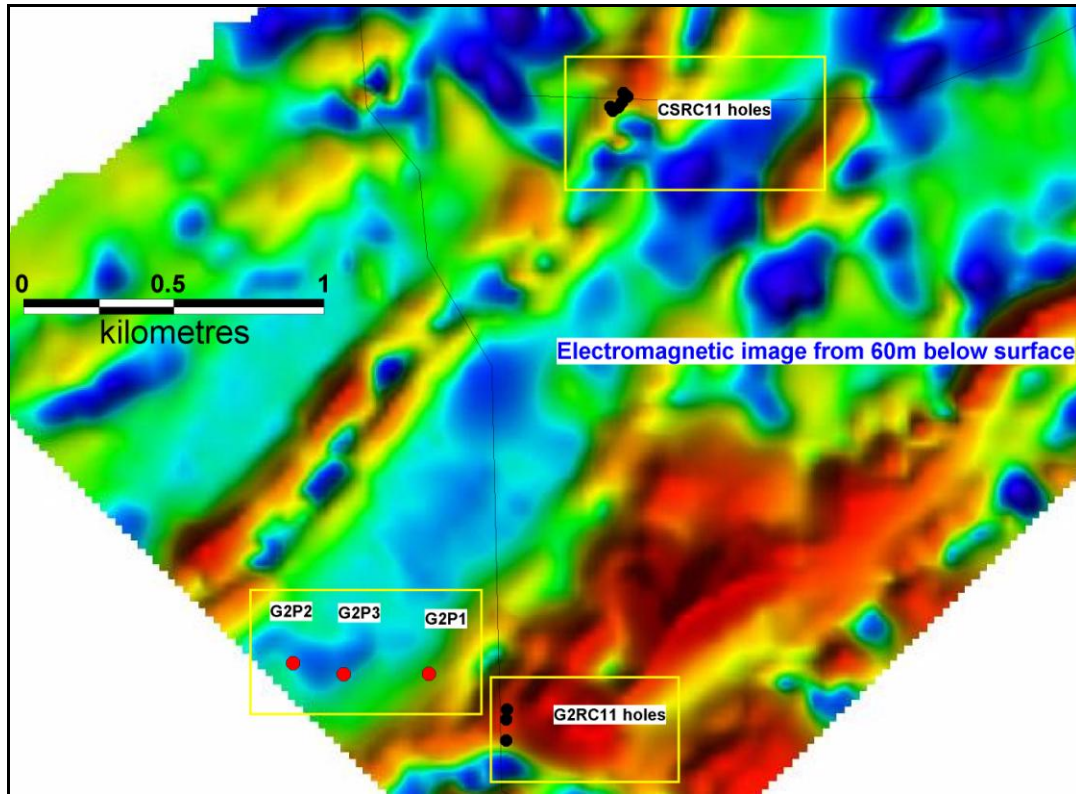 CSRC11 holes
0 0.5 1
kilometres
Electromagnetic image from 60m below surface
G2P2 G2P3 G2P1
G2RC11 holes